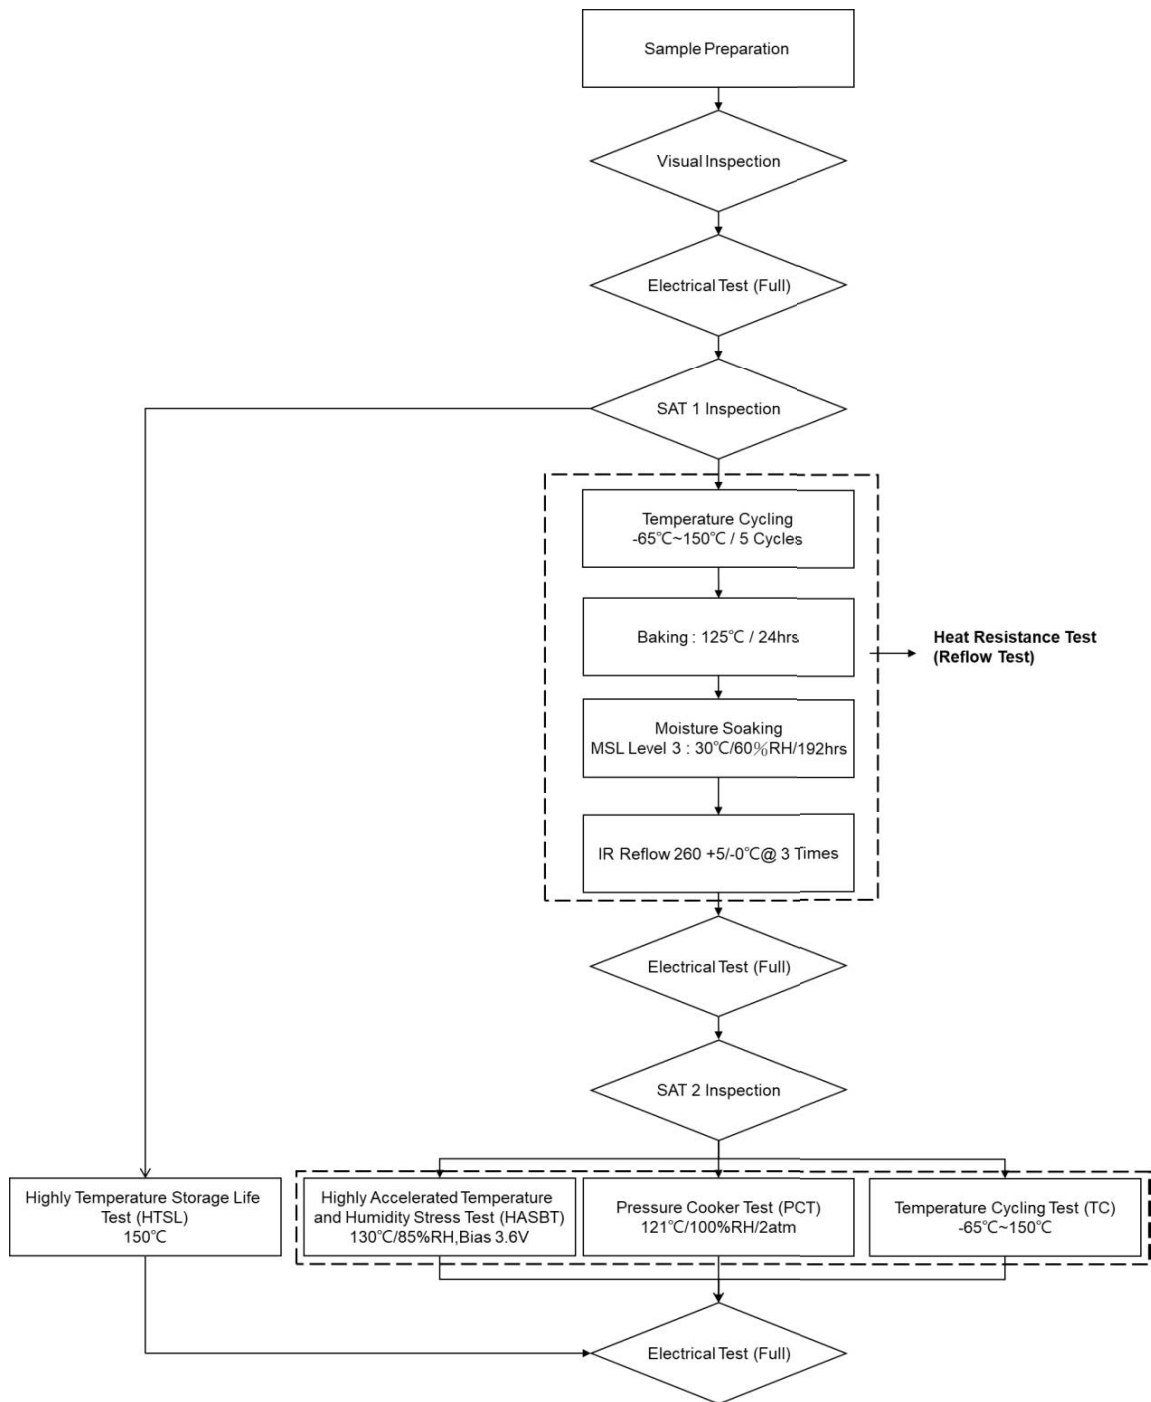 Sample Preparation
Visual Inspection
Electrical Test (Full)
SAT 1 Inspection
Temperature Cycling
-65℃~150℃ / 5 Cycles
Baking : 125℃ / 24hrs
Heat Resistance Test
(Reflow Test)
Moisture Soaking
MSL Level 3 : 30℃/60%RH/192hrs
IR Reflow 260 +5/-0℃@ 3 Times
Electrical Test (Full)
SAT 2 Inspection
Highly Temperature Storage Life
Test (HTSL)
150℃
Highly Accelerated Temperature
and Humidity Stress Test (HASBT)
130℃/85%RH,Bias 3.6V
Pressure Cooker Test (PCT)
121℃/100%RH/2atm
Temperature Cycling Test (TC)
-65℃~150℃
Electrical Test (Full)